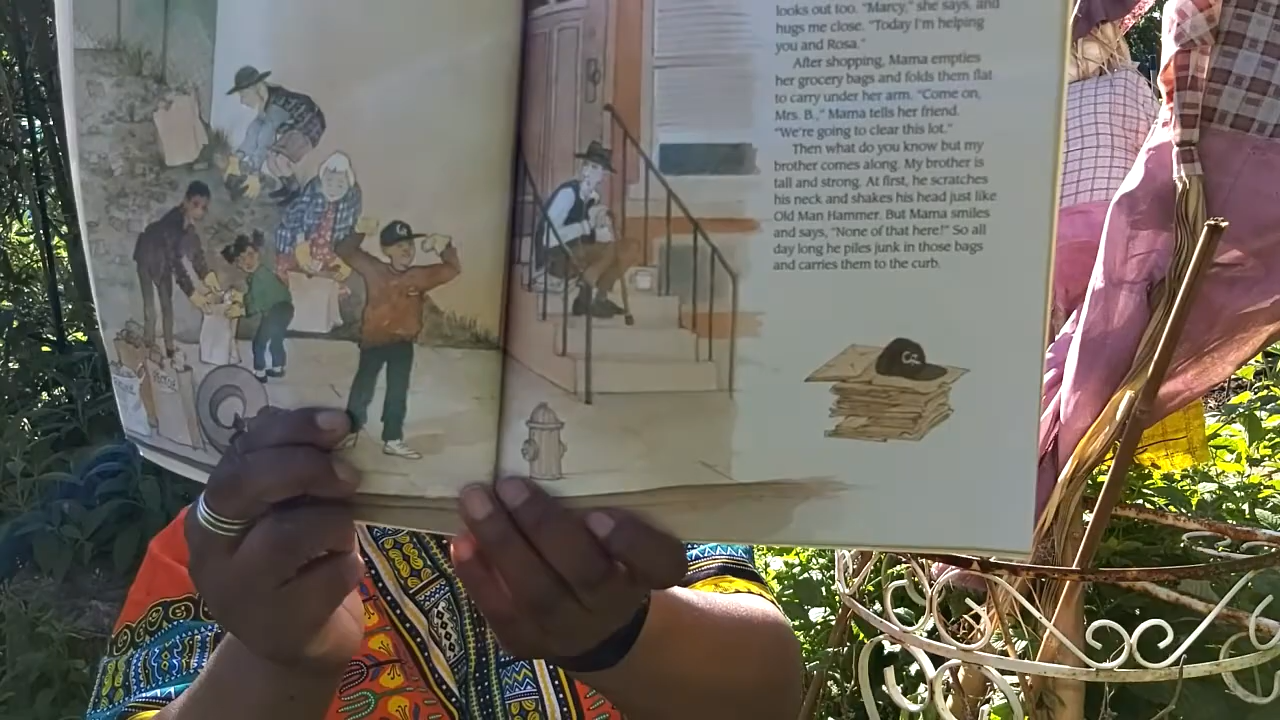 looks out too. "Marcy," she says, and
hugs me close. "Today I'm helping
you and Rosa."
After shopping, Mama empties
her grocery bags and folds them flat
to carry under her arm. "Come on,
Mrs. B.," Mama tells her friend.
"We're going to clear this lot."
Then what do you know but my
brother comes along. My brother is
tall and strong. At first, he scratches
his neck and shakes his head just like
Old Man Hammer. But Mama smiles
and says, "None of that here!" So all
day long he piles junk in those bags
and carries them to the curb.